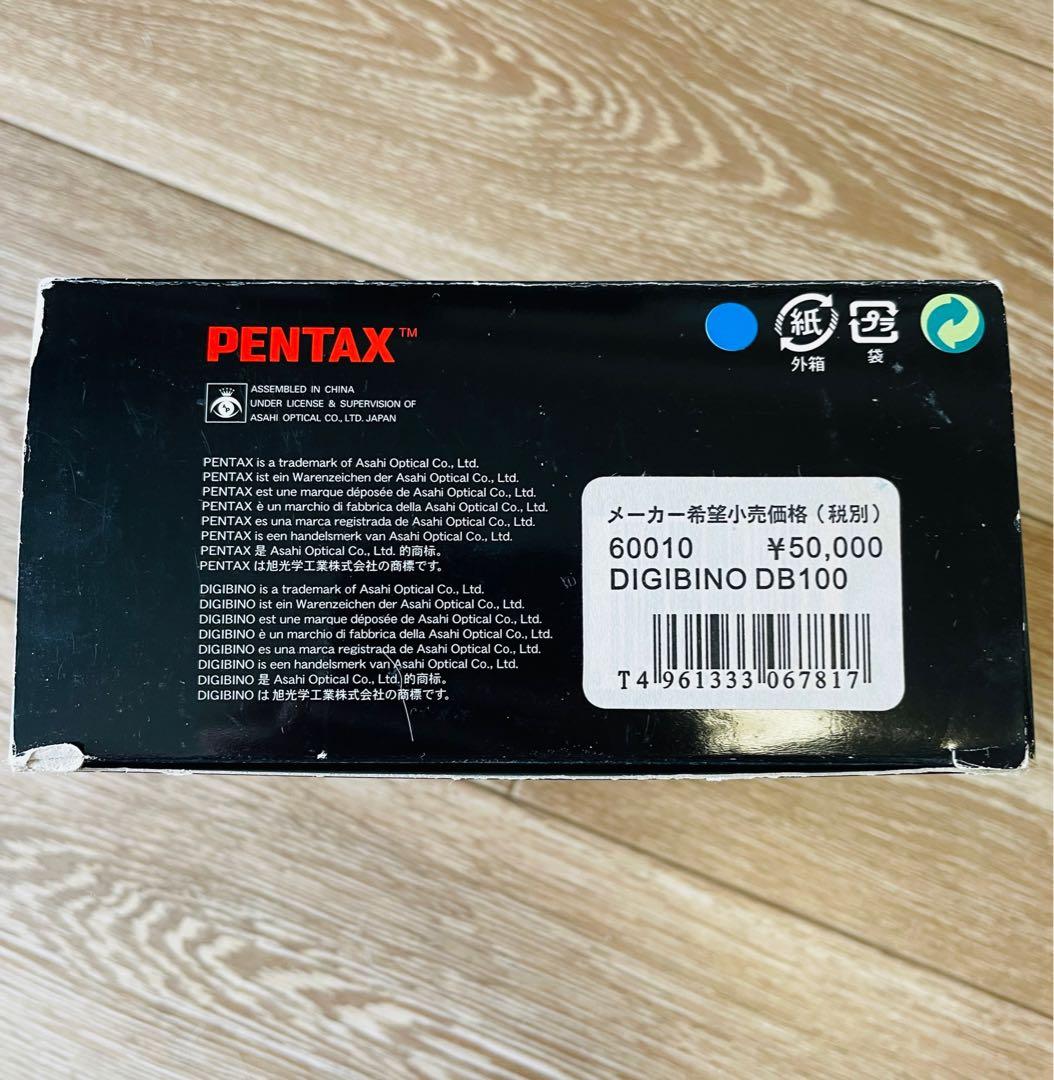 PENTAX™
ASSEMBLED IN CHINA
UNDER LICENSE & SUPERVISION OF
ASAHI OPTICAL CO., LTD. JAPAN
紙
外箱
プラ
袋
PENTAX is a trademark of Asahi Optical Co., Ltd.
PENTAX ist ein Warenzeichen der Asahi Optical Co., Ltd.
PENTAX est une marque déposée de Asahi Optical Co., Ltd.
PENTAX è un marchio di fabbrica della Asahi Optical Co., Ltd.
PENTAX es una marca registrada de Asahi Optical Co., Ltd.
PENTAX is een handelsmerk van Asahi Optical Co., Ltd.
PENTAX 是 Asahi Optical Co., Ltd. 的商标。
PENTAX は旭光学工業株式会社の商標です。
DIGIBINO is a trademark of Asahi Optical Co., Ltd.
DIGIBINO ist ein Warenzeichen der Asahi Optical Co., Ltd.
DIGIBINO est une marque déposée de Asahi Optical Co., Ltd.
DIGIBINO è un marchio di fabbrica della Asahi Optical Co., Ltd.
DIGIBINO es una marca registrada de Asahi Optical Co., Ltd.
DIGIBINO is een handelsmerk van Asahi Optical Co., Ltd.
DIGIBINO 是 Asahi Optical Co., Ltd. 的商标。
DIGIBINO は旭光学工業株式会社の商標です。
メーカー希望小売価格（税別）
60010 ¥50,000
DIGIBINO DB100
T4 961333 067817